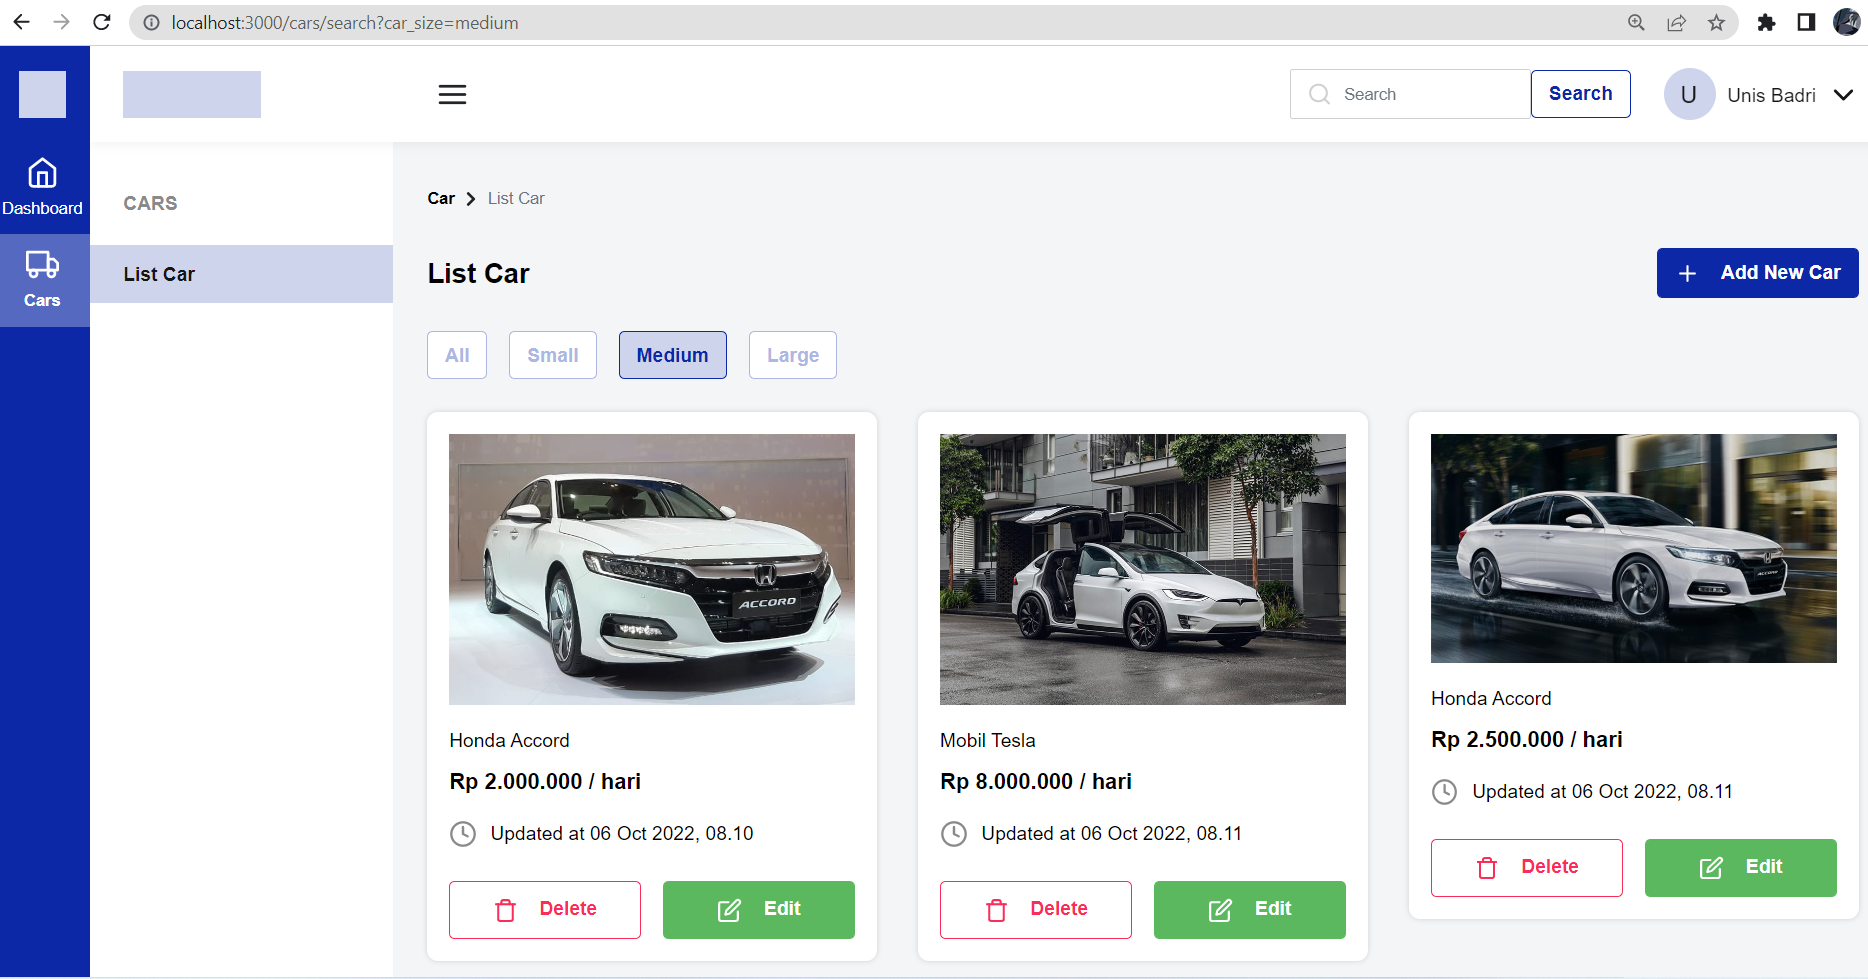 localhost:3000/cars/search?car_size=medium
Search
Search
U
Unis Badri
Dashboard
Cars
CARS
List Car
Car
List Car
List Car
Add New Car
All
Small
Medium
Large
ACCORD
Honda Accord
Rp 2.000.000 / hari
Updated at 06 Oct 2022, 08.10
Delete
Edit
Mobil Tesla
Rp 8.000.000 / hari
Updated at 06 Oct 2022, 08.11
Delete
Edit
ACCORD
Honda Accord
Rp 2.500.000 / hari
Updated at 06 Oct 2022, 08.11
Delete
Edit